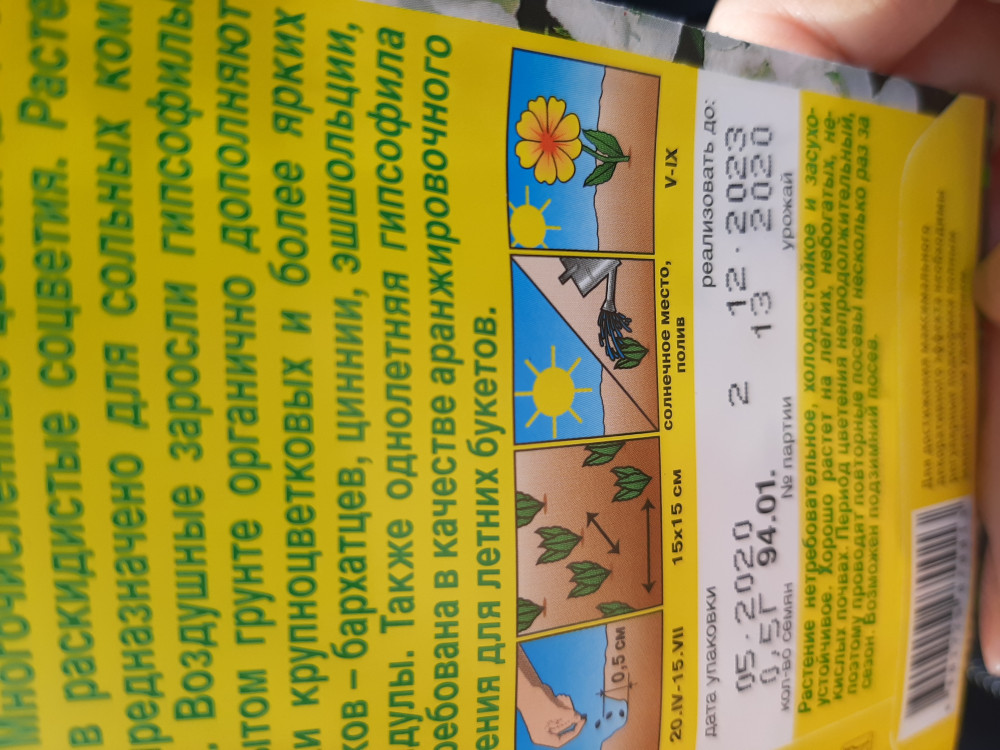 Многочисленные
в раскидистые соцветия. Расте
редназначено для сольных ком
. Воздушные заросли гипсофилы
ытом грунте органично дополняют
и крупноцветковых и более ярких
ков – бархатцев, циннии, эшшольции,
дулы. Также однолетняя гипсофила
ребована в качестве аранжировочного
ения для летних букетов.
0,5 см
20.IV-15.VII
15х15 см
солнечное место,
полив
V-IX
дата упаковки
реализовать до:
05.2020
2
12.2023
0,5Г
94.01.
13
2020
кол-во семян
№ партии
урожай
Растение нетребовательное, холодостойкое и засухо-
устойчивое. Хорошо растет на легких, небогатых, не-
кислых почвах. Период цветения непродолжительный,
поэтому проводят повторные посевы несколько раз за
сезон. Возможен подзимний посев.